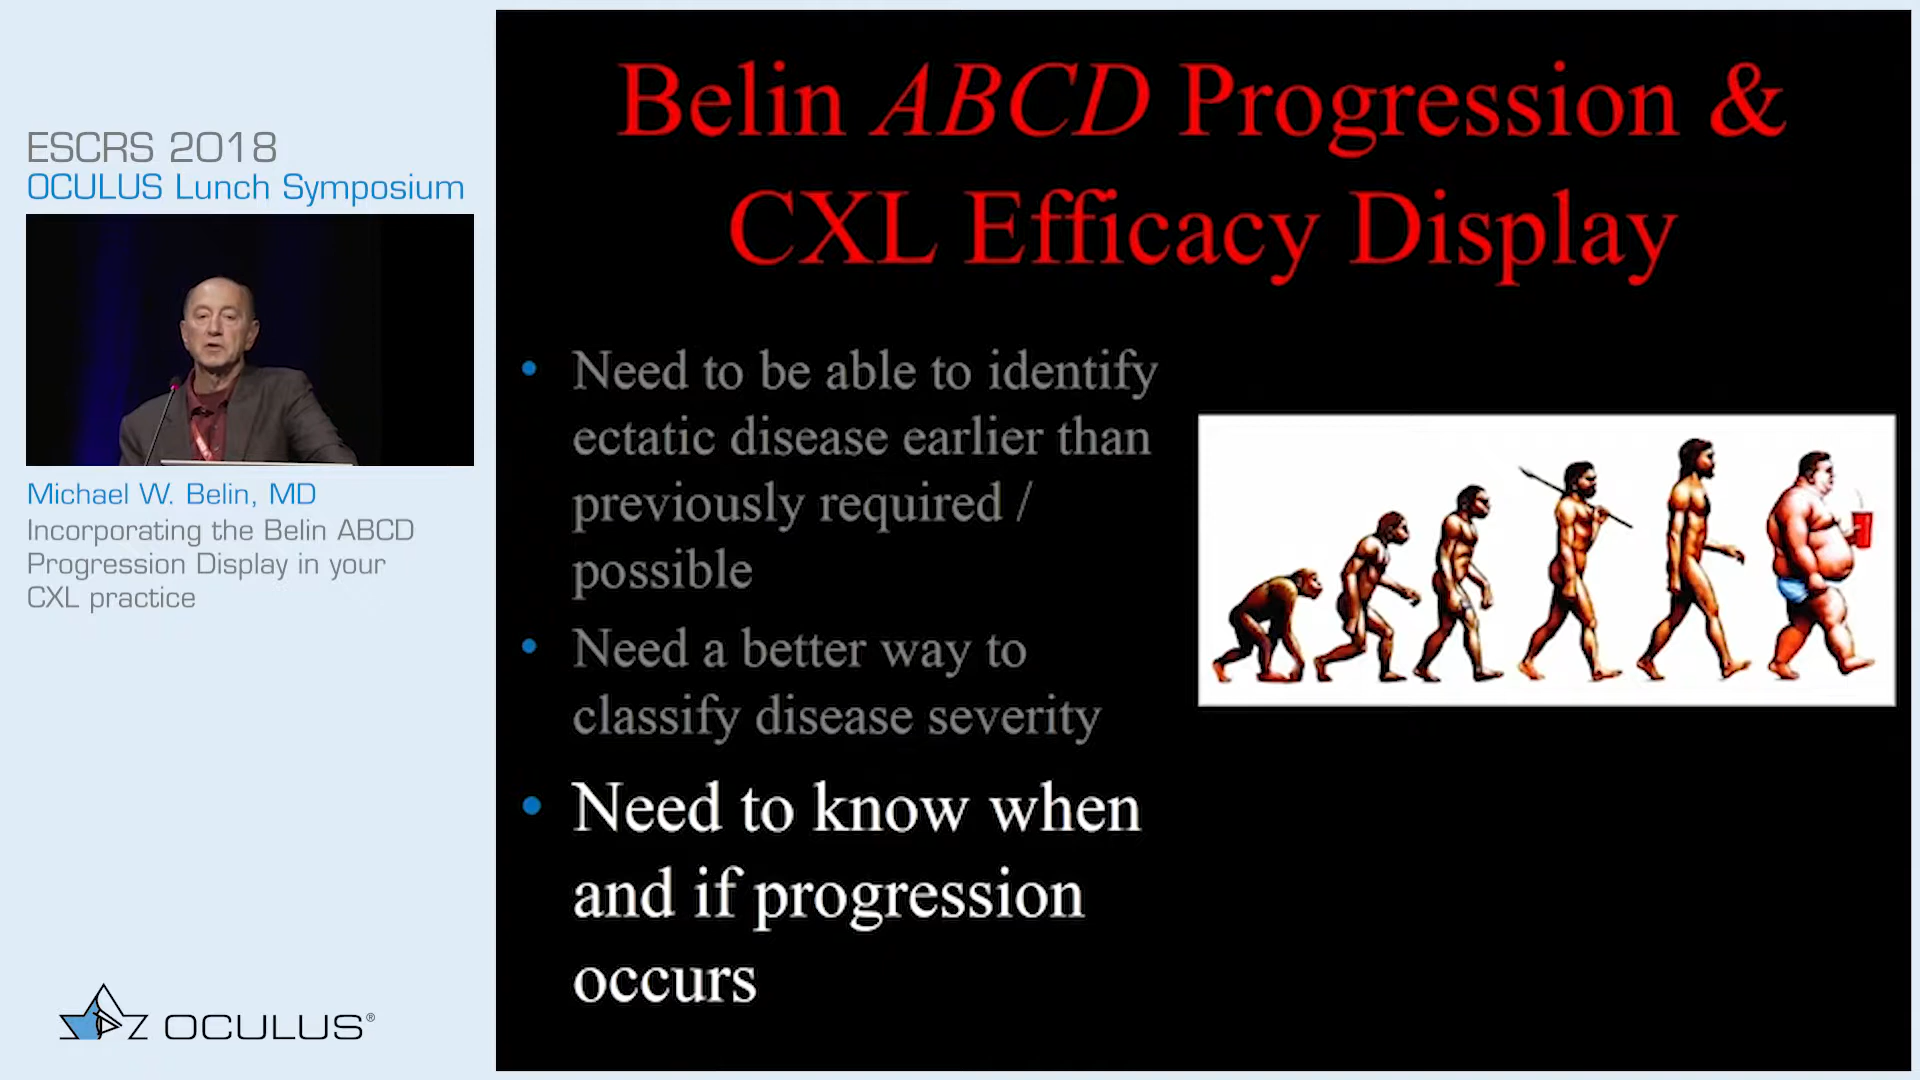 ESCRS 2018
OCULUS Lunch Symposium
Michael W. Belin, MD
Incorporating the Belin ABCD
Progression Display in your
CXL practice
OCULUS®
Belin ABCD Progression &
CXL Efficacy Display
• Need to be able to identify
ectatic disease earlier than
previously required /
possible
• Need a better way to
classify disease severity
• Need to know when
and if progression
occurs